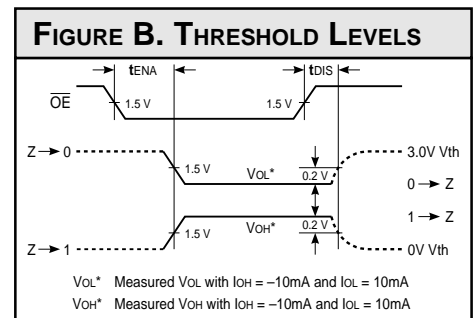 FIGURE B. THRESHOLD LEVELS
tENA tDIS
OE 1.5 V 1.5 V
Z 0 3.0V Vth
1.5 V VOL* 0.2 V
0 Z
1 Z
1.5 V VOH* 0.2 V
Z 1 0V Vth
VOL* Measured VOL with IOH = –10mA and IOL = 10mA
VOH* Measured VOH with IOH = –10mA and IOL = 10mA